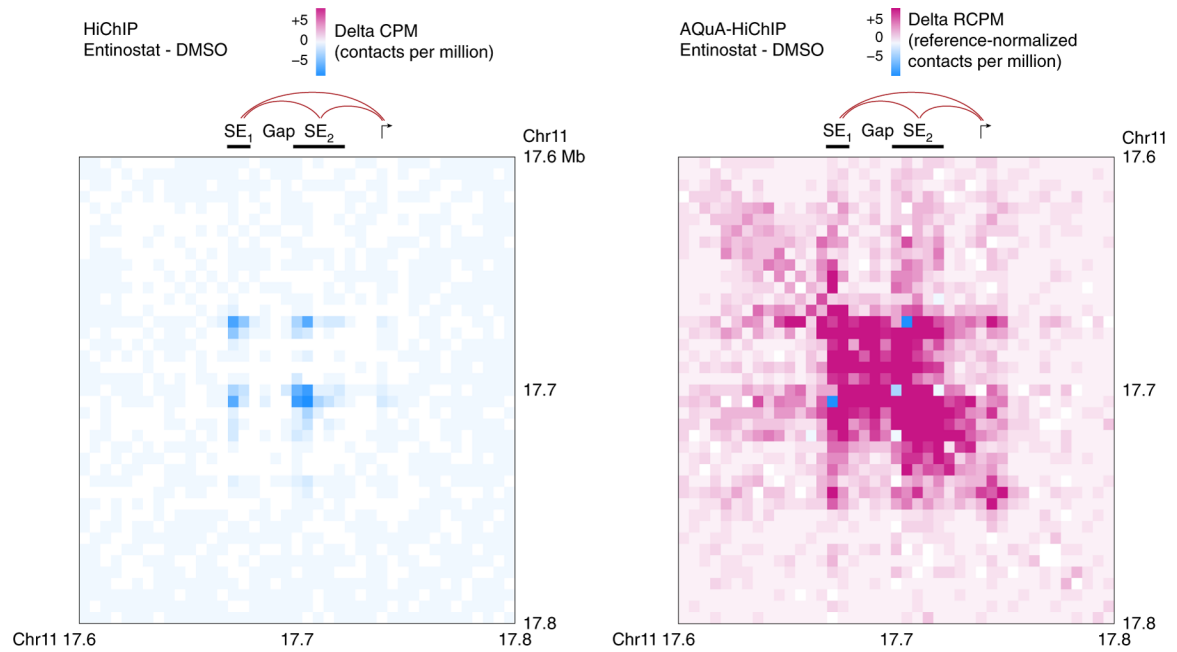 HiChIP
Entinostat - DMSO
+5
0
−5
Delta CPM
(contacts per million)
SE1 Gap SE2
Chr11
17.6 Mb
17.7
17.8
Chr11 17.6 17.7 17.8
AQuA-HiChIP
Entinostat - DMSO
+5
0
−5
Delta RCPM
(reference-normalized
contacts per million)
SE1 Gap SE2
Chr11
17.6
17.7
17.8
Chr11 17.6 17.7 17.8